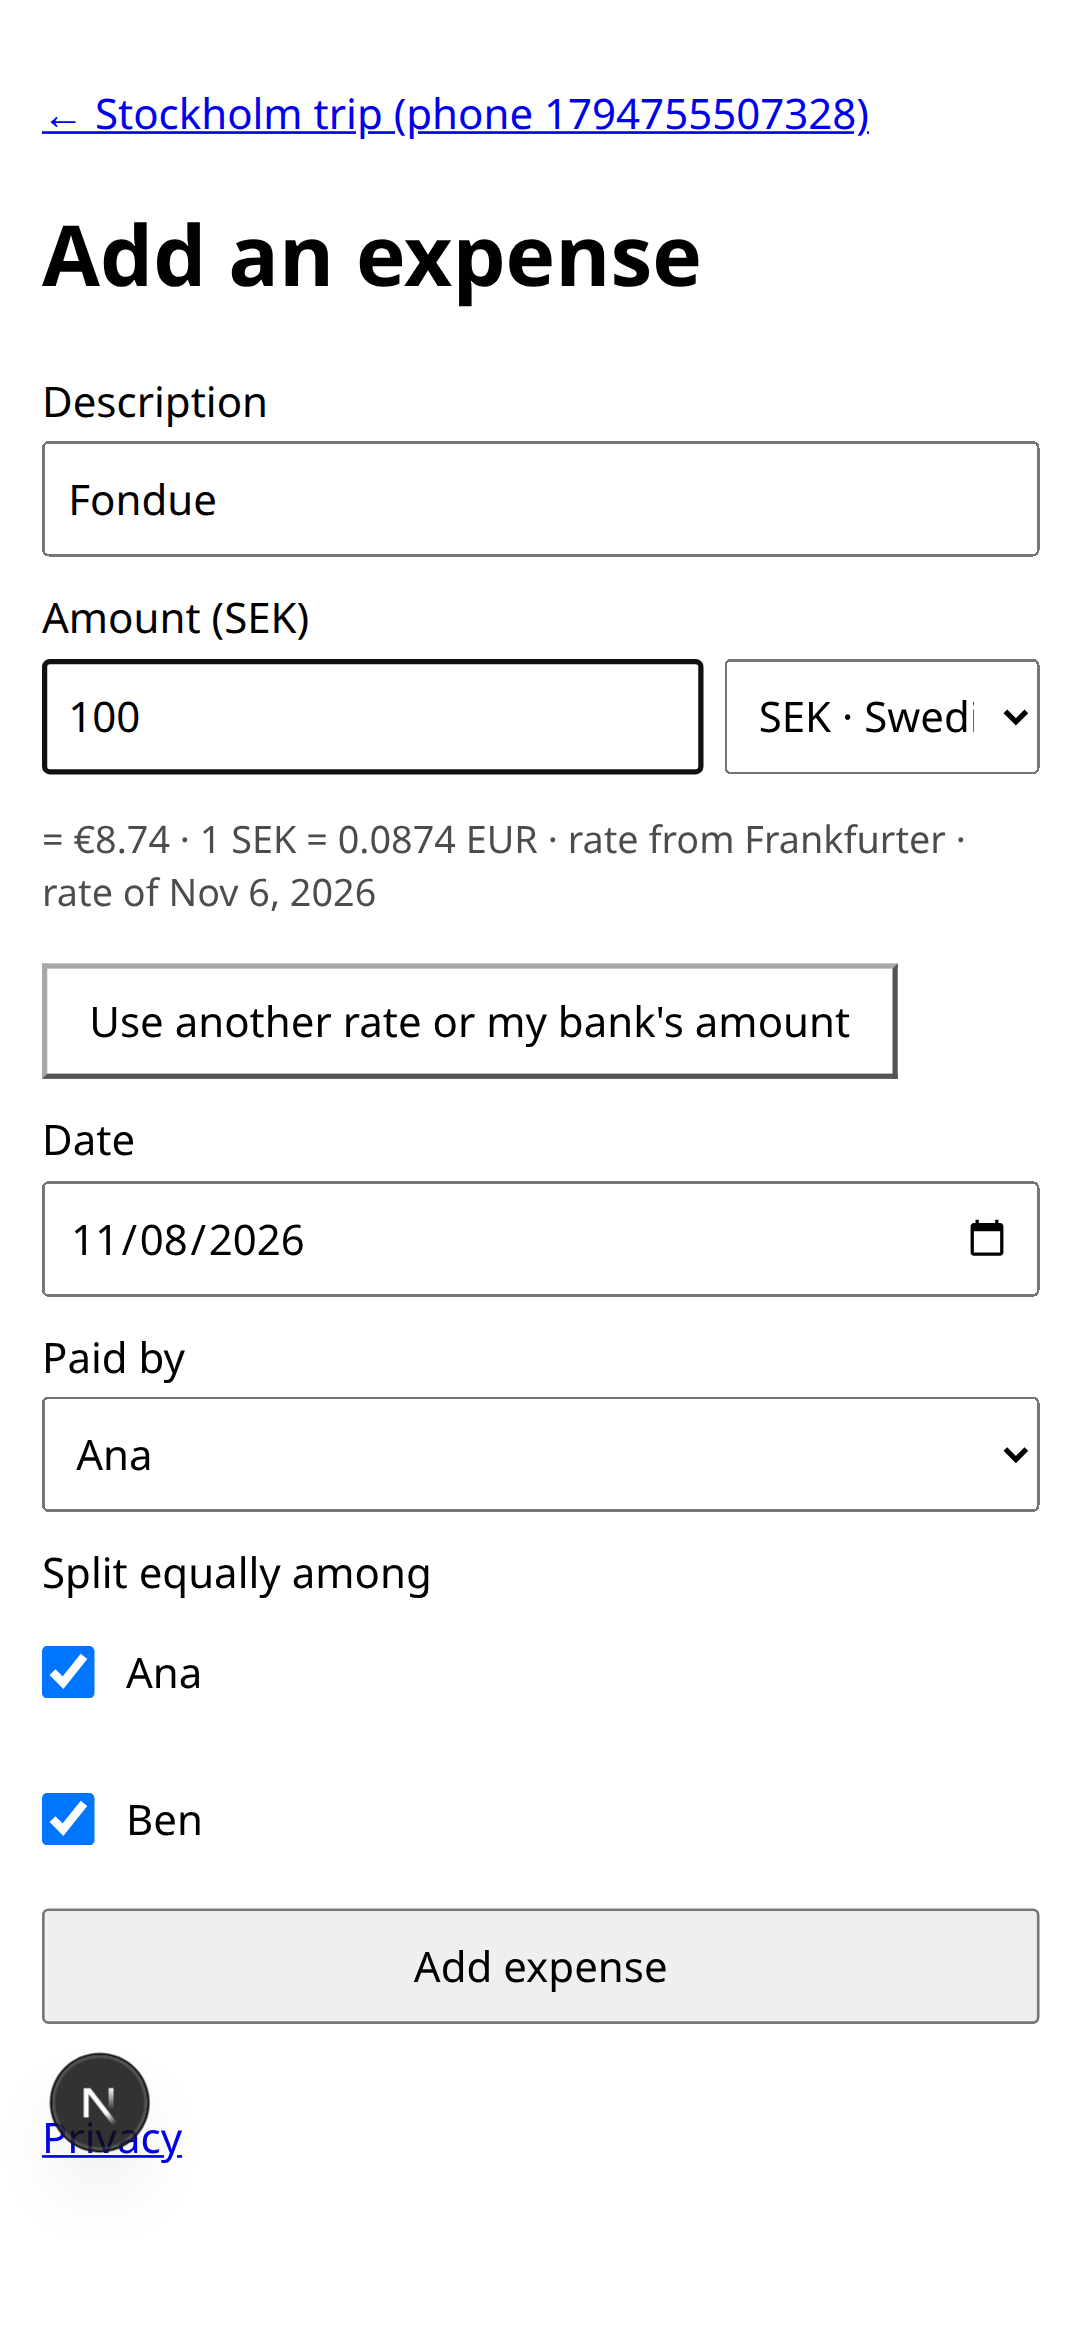 ← Stockholm trip (phone 1794755507328)
Add an expense
Description
Fondue
Amount (SEK)
100
SEK · Swedi
= €8.74 · 1 SEK = 0.0874 EUR · rate from Frankfurter ·
rate of Nov 6, 2026
Use another rate or my bank's amount
Date
11/08/2026
Paid by
Ana
Split equally among
Ana
Ben
Add expense
N
Privacy